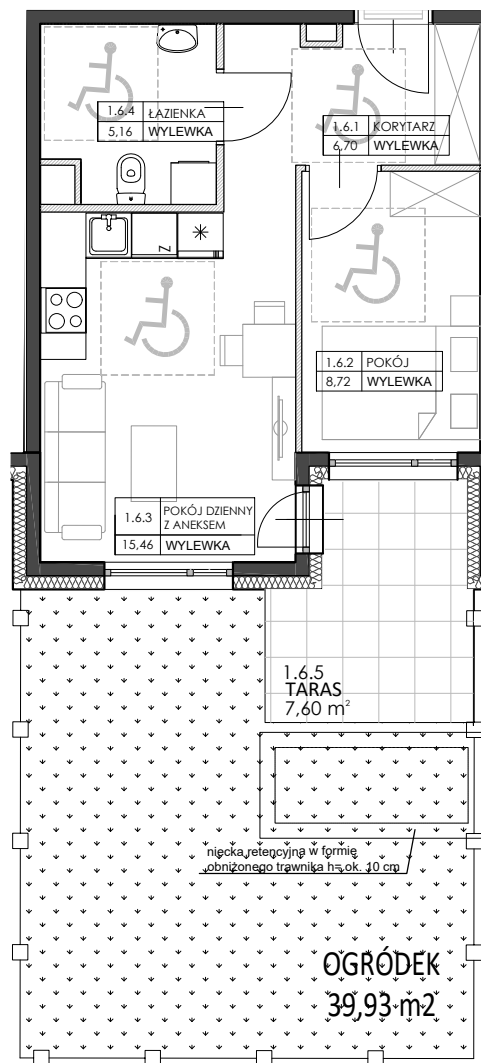 1.6.4 ŁAZIENKA
5,16 WYLEWKA
1.6.1 KORYTARZ
6,70 WYLEWKA
Z
1.6.2 POKÓJ
8,72 WYLEWKA
1.6.3 POKÓJ DZIENNY
Z ANEKSEM
15,46 WYLEWKA
1.6.5
TARAS
7,60 m²
niecka retencyjna w formie
obniżonego trawnika h= ok. 10 cm
OGRÓDEK
39,93 m2